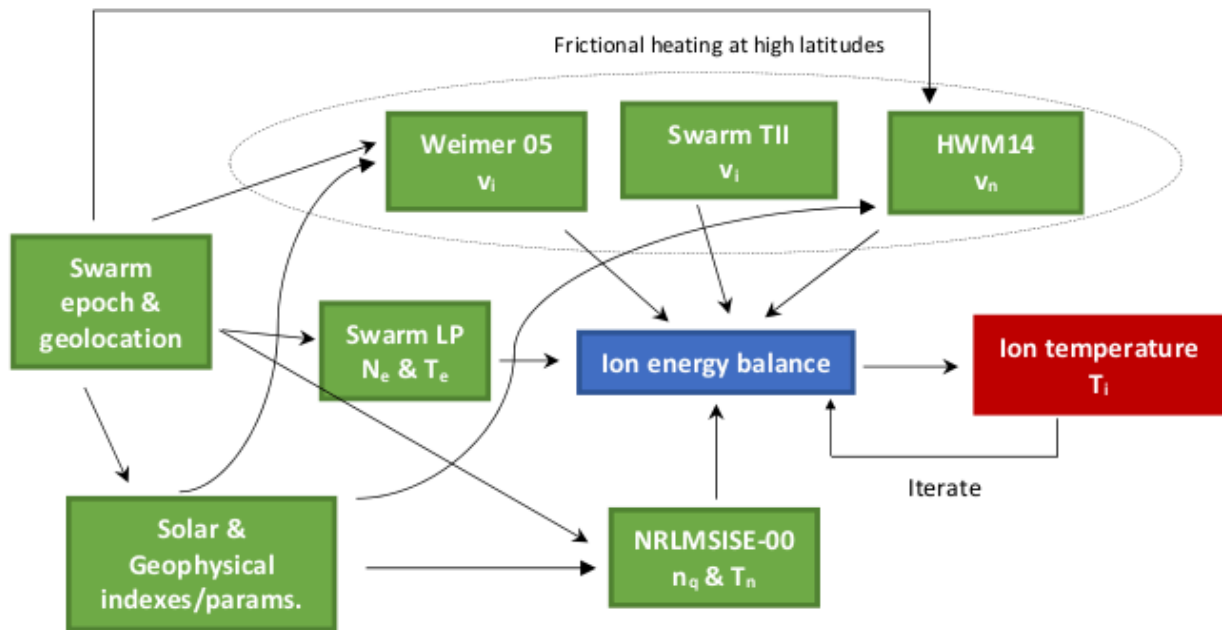 Frictional heating at high latitudes
Weimer 05
vᵢ
Swarm TII
vᵢ
HWM14
vₙ
Swarm
epoch &
geolocation
Swarm LP
Nₑ & Tₑ
Ion energy balance
Ion temperature
Tᵢ
Iterate
Solar &
Geophysical
indexes/params.
NRLMSISE-00
n_q & Tₙ